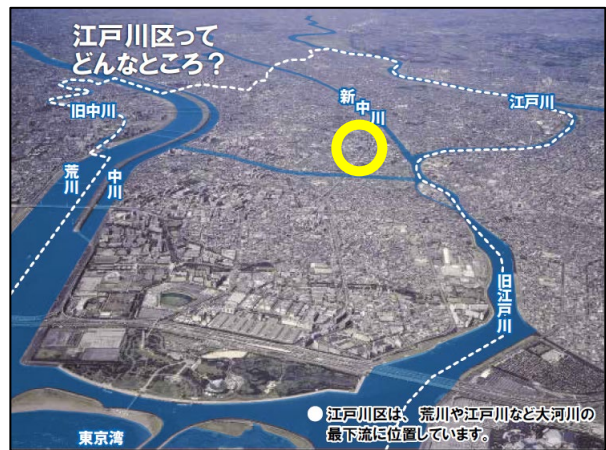 江戸川区って
どんなところ？
旧中川
荒川
中川
新中川
江戸川
旧江戸川
東京湾
● 江戸川区は、荒川や江戸川など大河川の
最下流に位置しています。